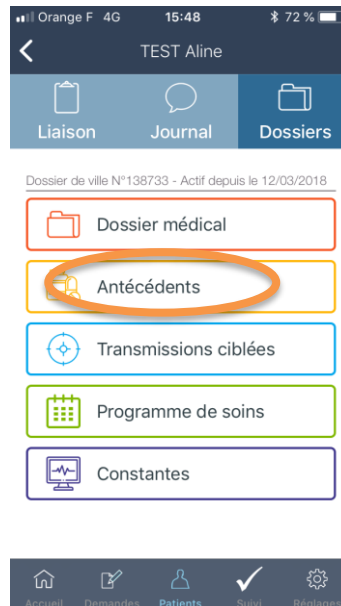 Orange F 4G 15:48 72 %
TEST Aline
Liaison Journal Dossiers
Dossier de ville N°138733 - Actif depuis le 12/03/2018
Dossier médical
Antécédents
Transmissions ciblées
Programme de soins
Constantes
Accueil Demandes Patients Suivi Réglages